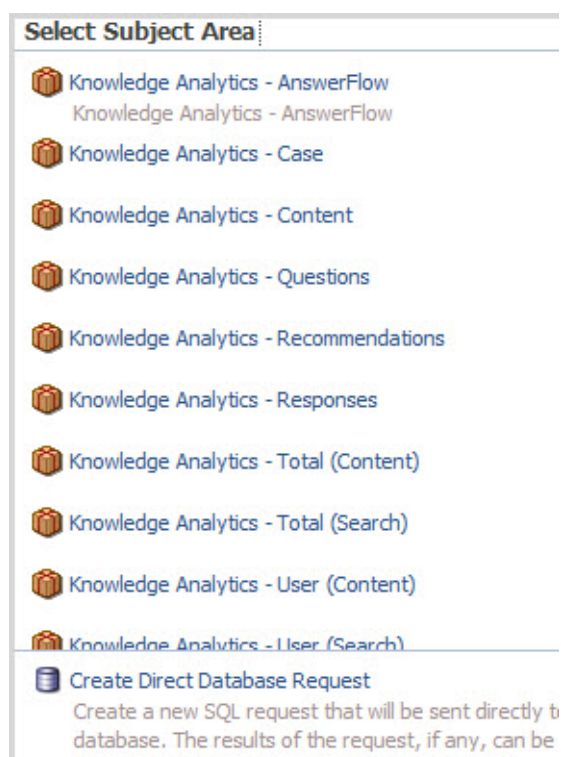 Select Subject Area
Knowledge Analytics - AnswerFlow
Knowledge Analytics - AnswerFlow
Knowledge Analytics - Case
Knowledge Analytics - Content
Knowledge Analytics - Questions
Knowledge Analytics - Recommendations
Knowledge Analytics - Responses
Knowledge Analytics - Total (Content)
Knowledge Analytics - Total (Search)
Knowledge Analytics - User (Content)
Knowledge Analytics - User (Search)
Create Direct Database Request
Create a new SQL request that will be sent directly t
database. The results of the request, if any, can be